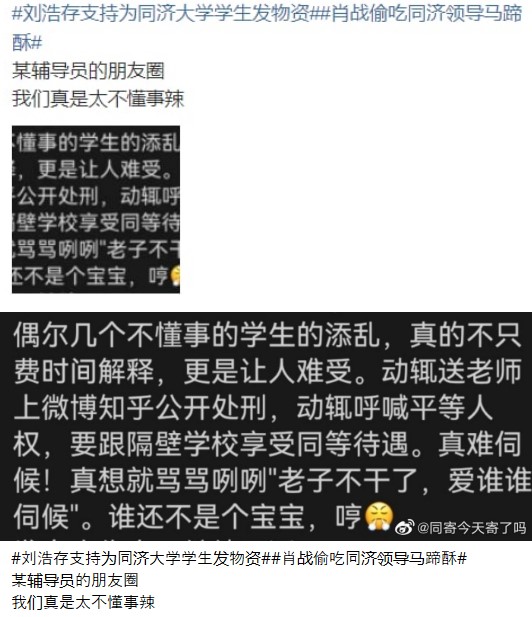 #刘浩存支持为同济大学学生发物资##肖战偷吃同济领导马蹄
酥#
某辅导员的朋友圈
我们真是太不懂事辣
懂事的学生的添乱
，更是让人难受。
公开处刑，动辄呼
壁学校享受同等待
骂骂咧咧"老子不干
还不是个宝宝，哼😤
偶尔几个不懂事的学生的添乱，真的不只
费时间解释，更是让人难受。动辄送老师
上微博知乎公开处刑，动辄呼喊平等人
权，要跟隔壁学校享受同等待遇。真难伺
候！真想就骂骂咧咧"老子不干了，爱谁谁
伺候"。谁还不是个宝宝，哼😤
@同寄今天寄了吗
#刘浩存支持为同济大学学生发物资##肖战偷吃同济领导马蹄酥#
某辅导员的朋友圈
我们真是太不懂事辣